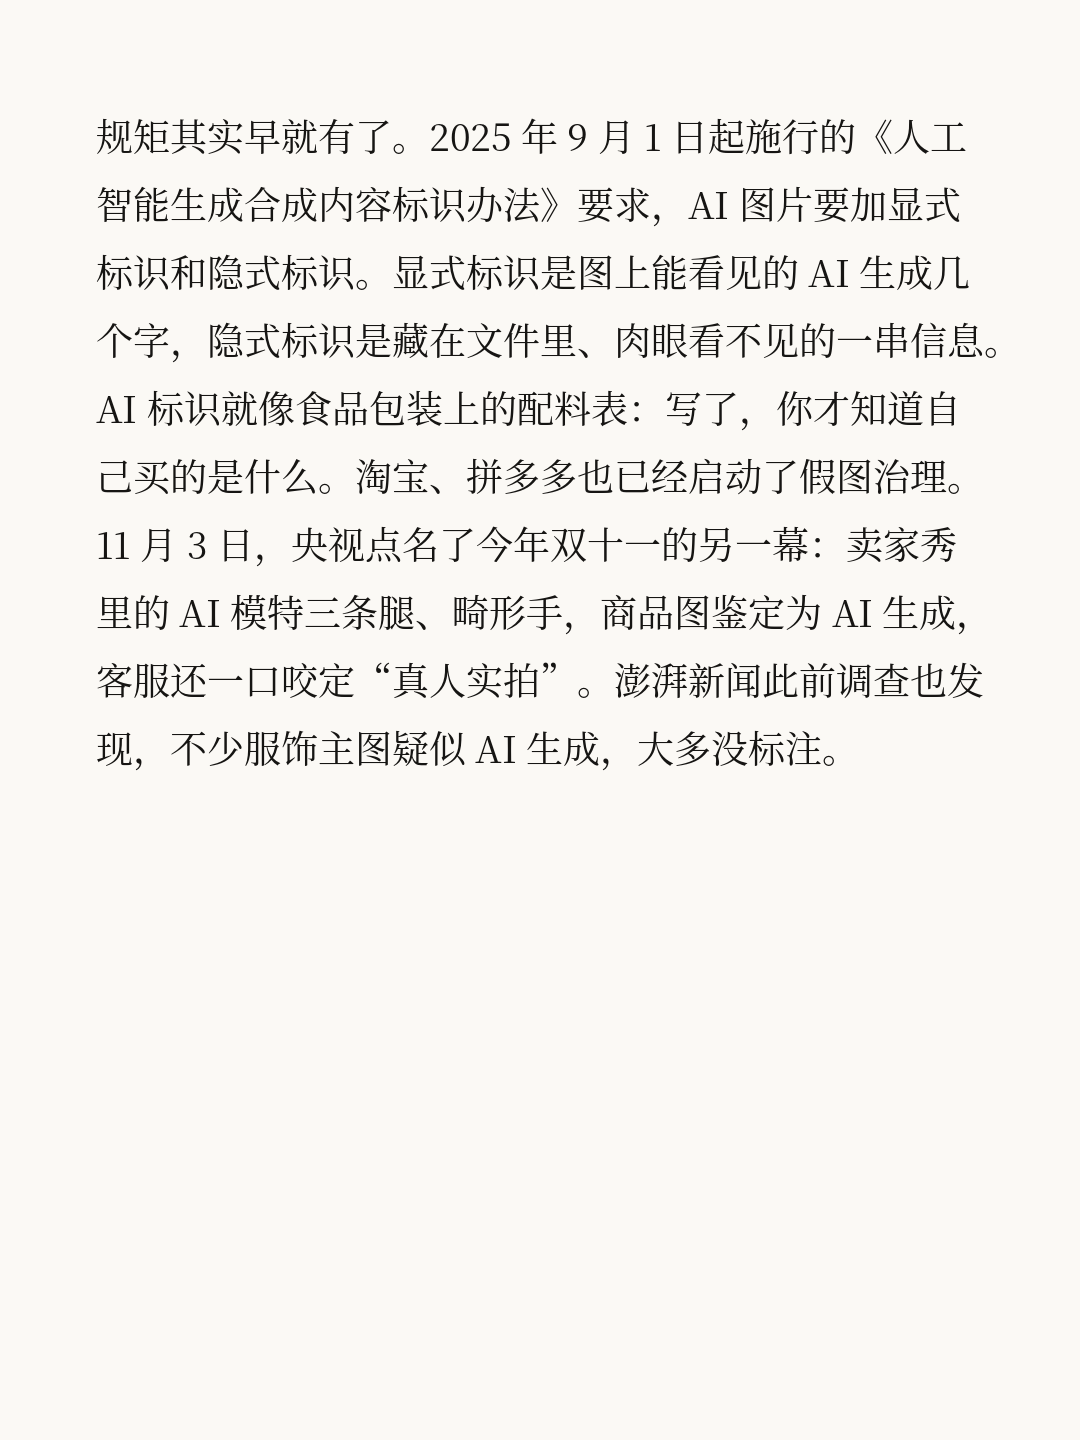 规矩其实早就有了。2025 年 9 月 1 日起施行的《人工
智能生成合成内容标识办法》要求，AI 图片要加显式
标识和隐式标识。显式标识是图上能看见的 AI 生成几
个字，隐式标识是藏在文件里、肉眼看不见的一串信息。
AI 标识就像食品包装上的配料表：写了，你才知道自
己买的是什么。淘宝、拼多多也已经启动了假图治理。
11 月 3 日，央视点名了今年双十一的另一幕：卖家秀
里的 AI 模特三条腿、畸形手，商品图鉴定为 AI 生成，
客服还一口咬定“真人实拍”。澎湃新闻此前调查也发
现，不少服饰主图疑似 AI 生成，大多没标注。